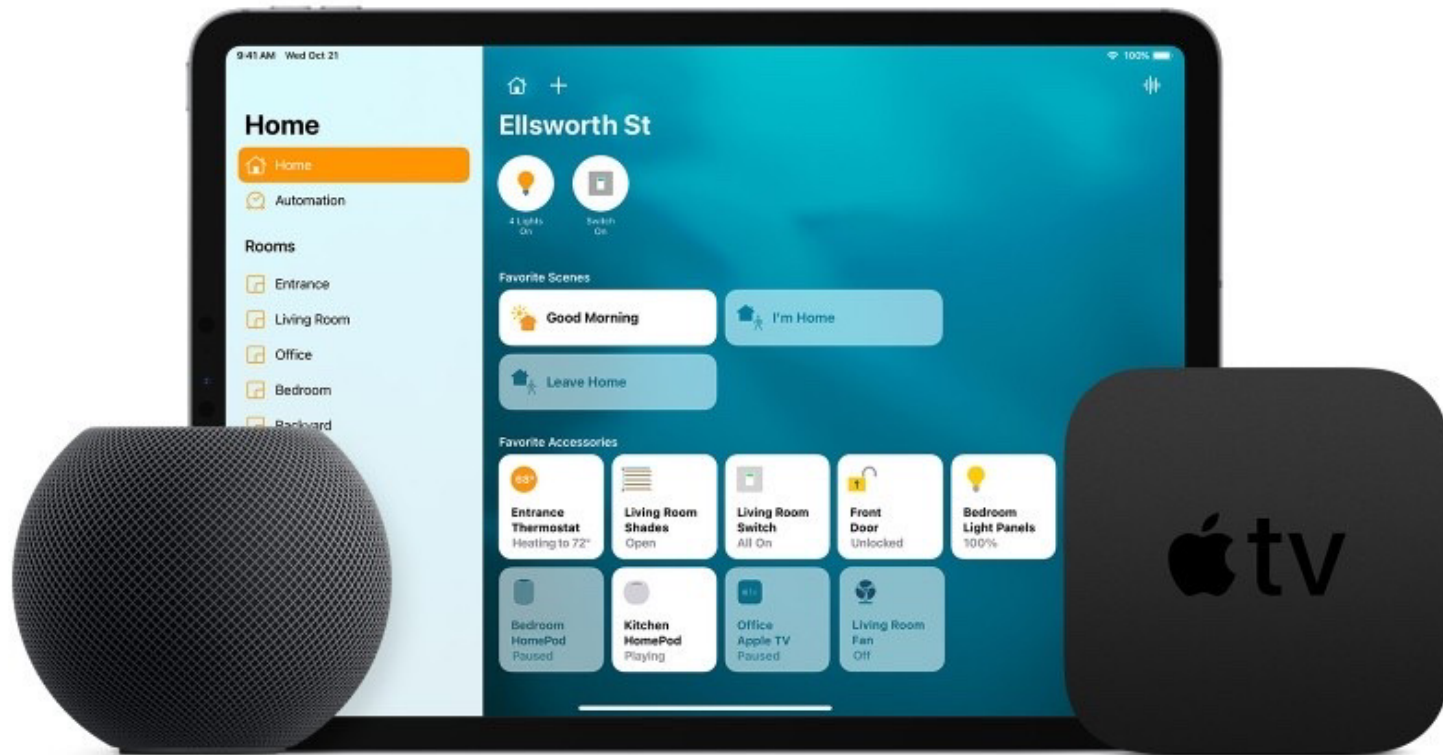 9:41 AM Wed Oct 21
100%
Home
Home
Automation
Rooms
Entrance
Living Room
Office
Bedroom
Backyard
Ellsworth St
4 Lights
On
Switch
On
Favorite Scenes
Good Morning
I'm Home
Leave Home
Favorite Accessories
68°
Entrance
Thermostat
Heating to 72°
Living Room
Shades
Open
Living Room
Switch
All On
Front
Door
Unlocked
Bedroom
Light Panels
100%
Bedroom
HomePod
Paused
Kitchen
HomePod
Playing
Office
Apple TV
Paused
Living Room
Fan
Off
tv